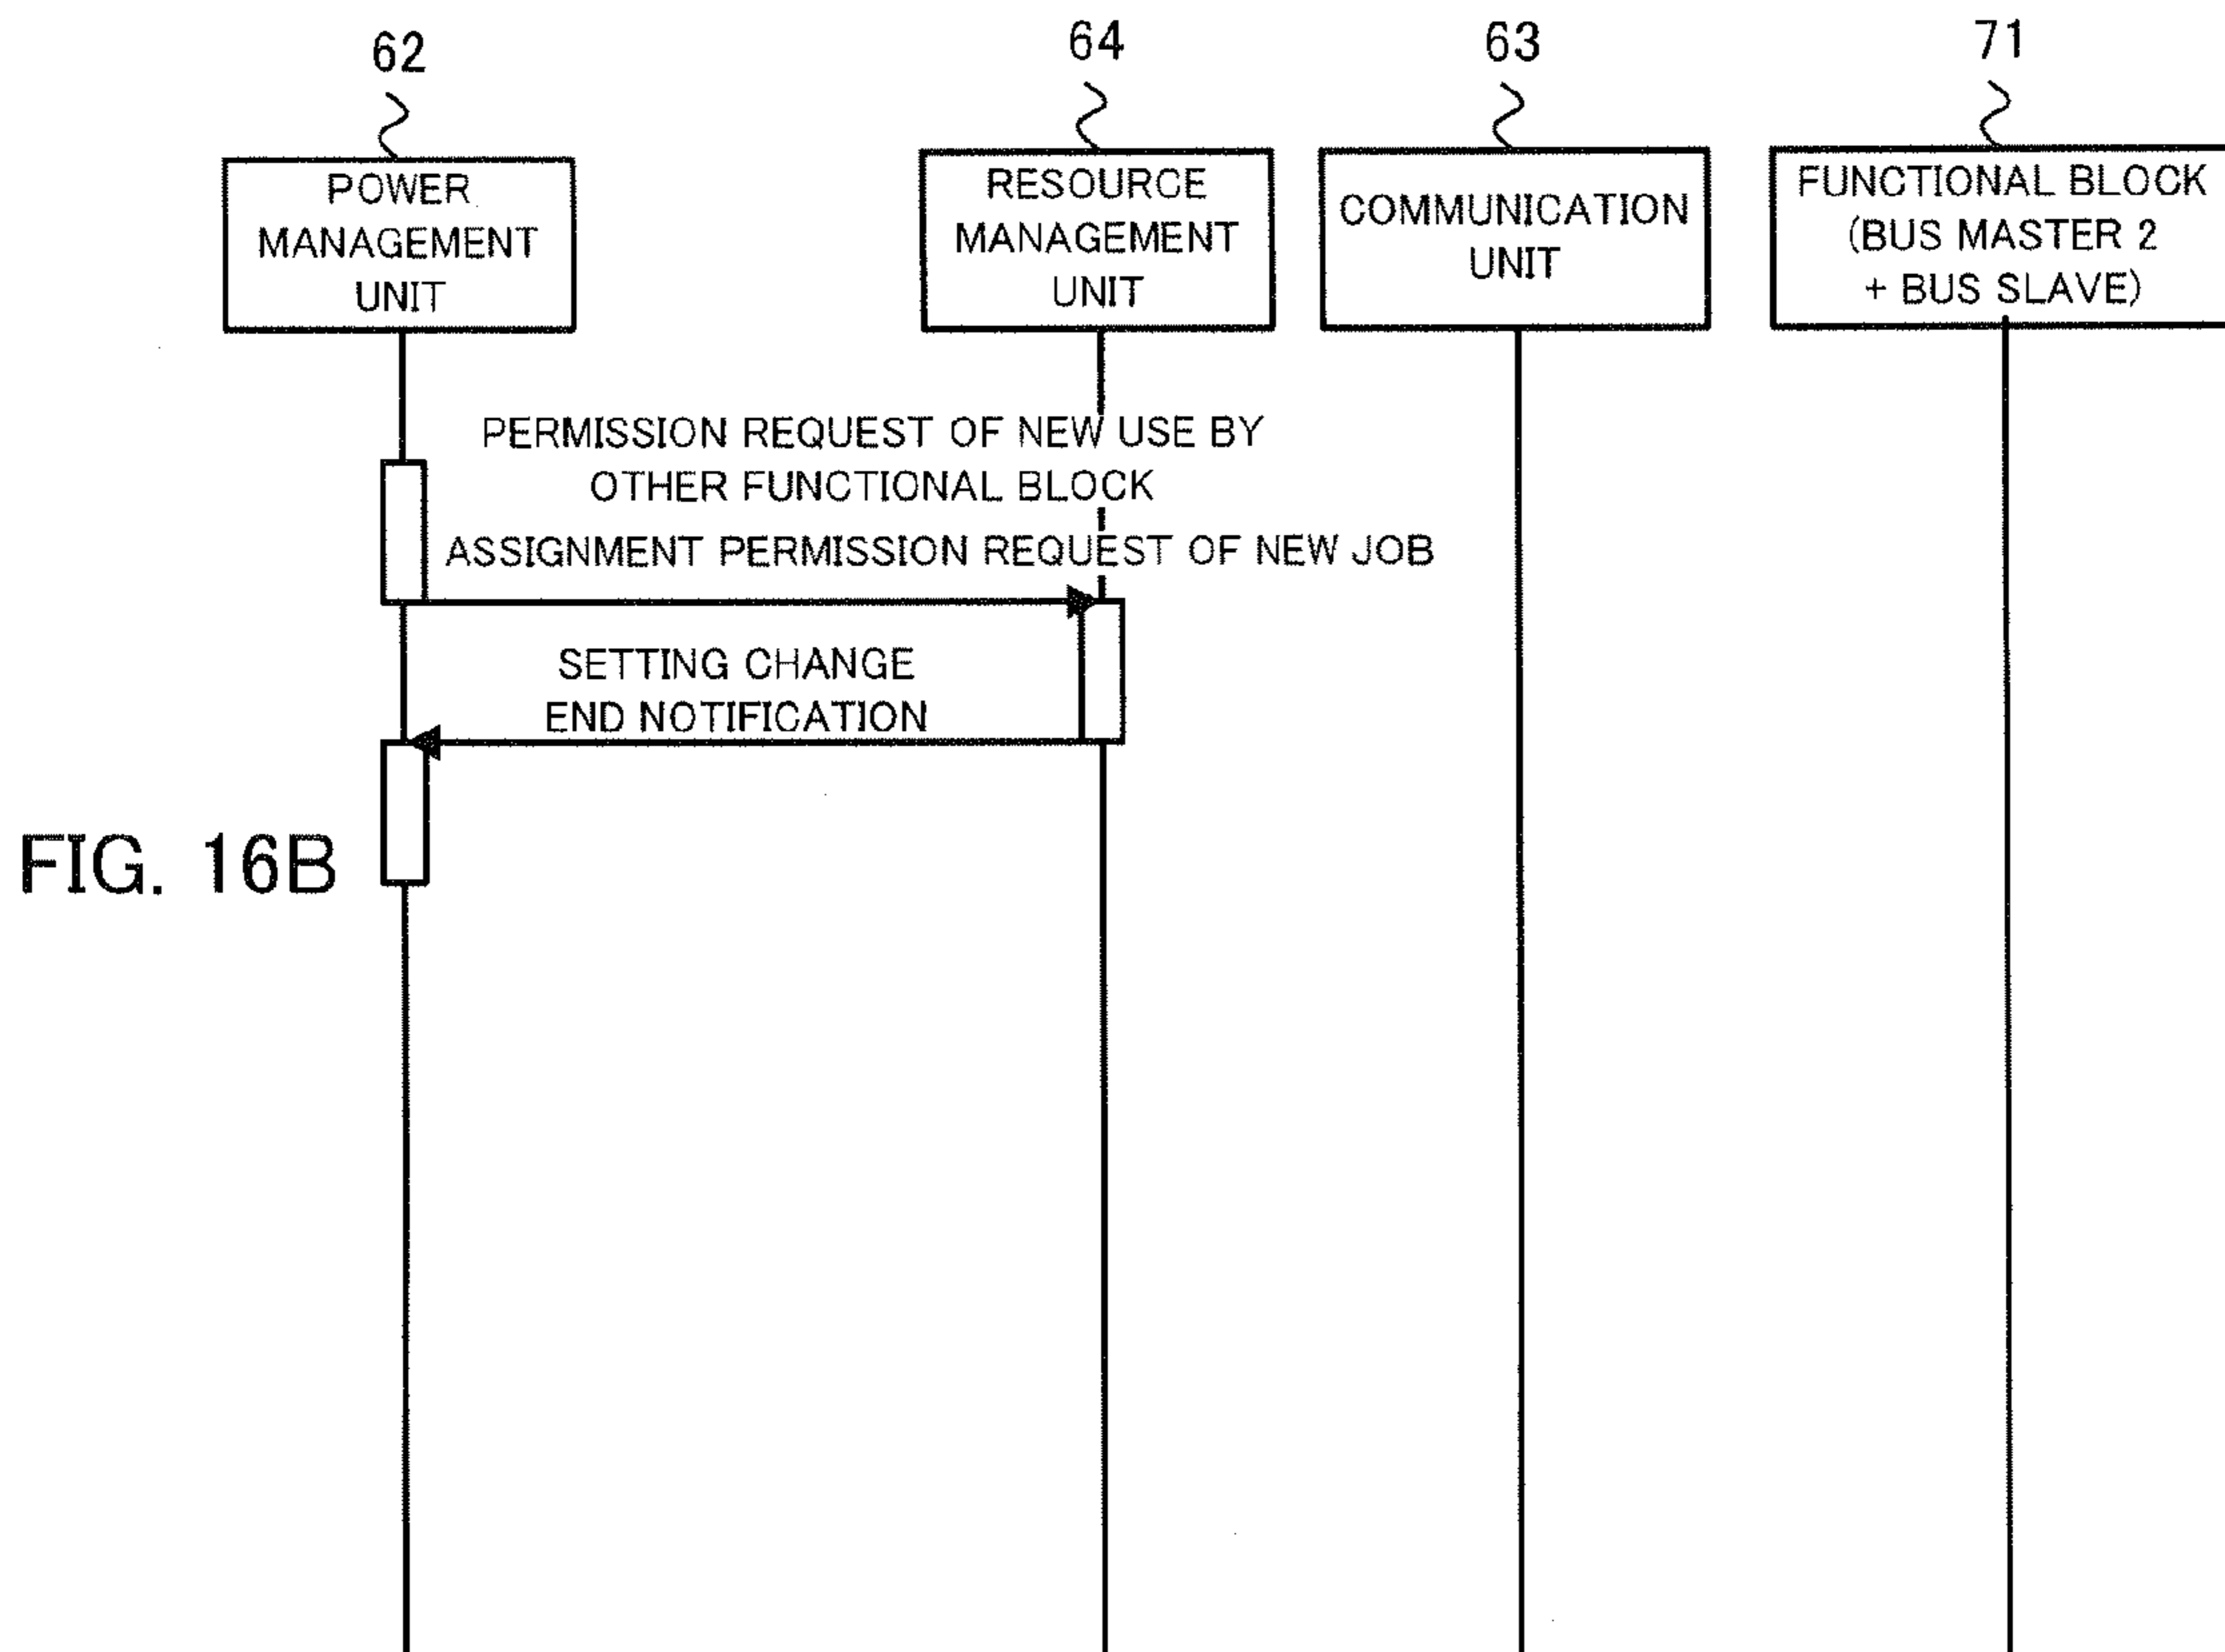 62
64
63
71
POWER
MANAGEMENT
UNIT
RESOURCE
MANAGEMENT
UNIT
COMMUNICATION
UNIT
FUNCTIONAL BLOCK
(BUS MASTER 2
+ BUS SLAVE)
PERMISSION REQUEST OF NEW USE BY
OTHER FUNCTIONAL BLOCK
ASSIGNMENT PERMISSION REQUEST OF NEW JOB
SETTING CHANGE
END NOTIFICATION
FIG. 16B